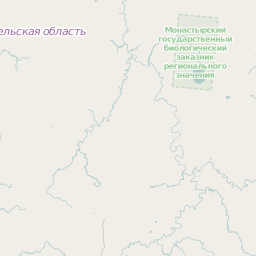 ельская область
Монастырский
государственный
биологический
заказник
регионального
значения